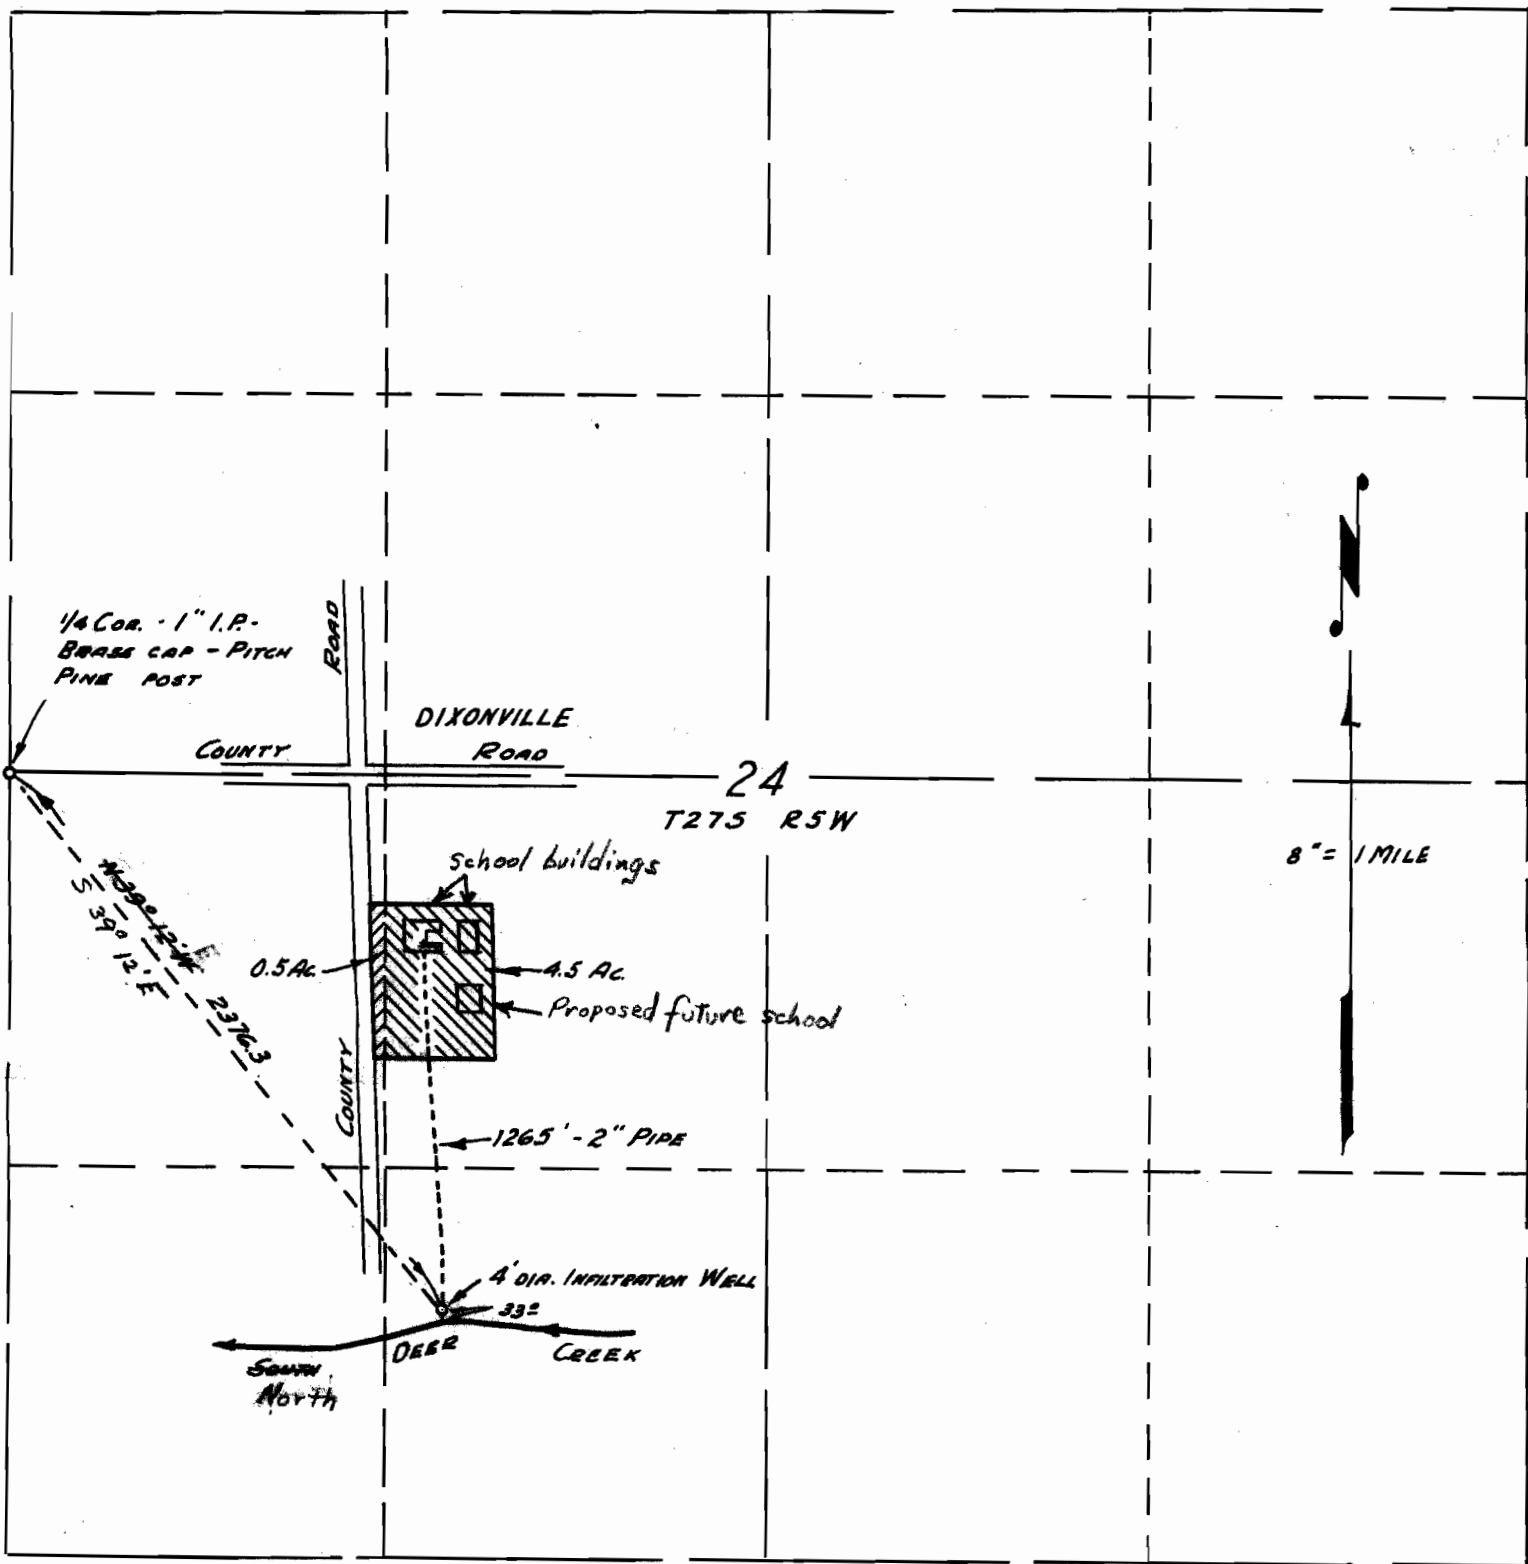 1/4 COR. - 1" I.P. -
BRASS CAP - PITCH
PINE POST
ROAD
DIXONVILLE
COUNTY ROAD
24
T27S R5W
8" = 1 MILE
N
school buildings
N 39° 12' W
S 39° 12' E
2376.3
0.5 AC.
4.5 AC.
Proposed future school
COUNTY
1265' - 2" PIPE
4' DIA. INFILTRATION WELL
33±
DEER CREEK
SOUTH
North